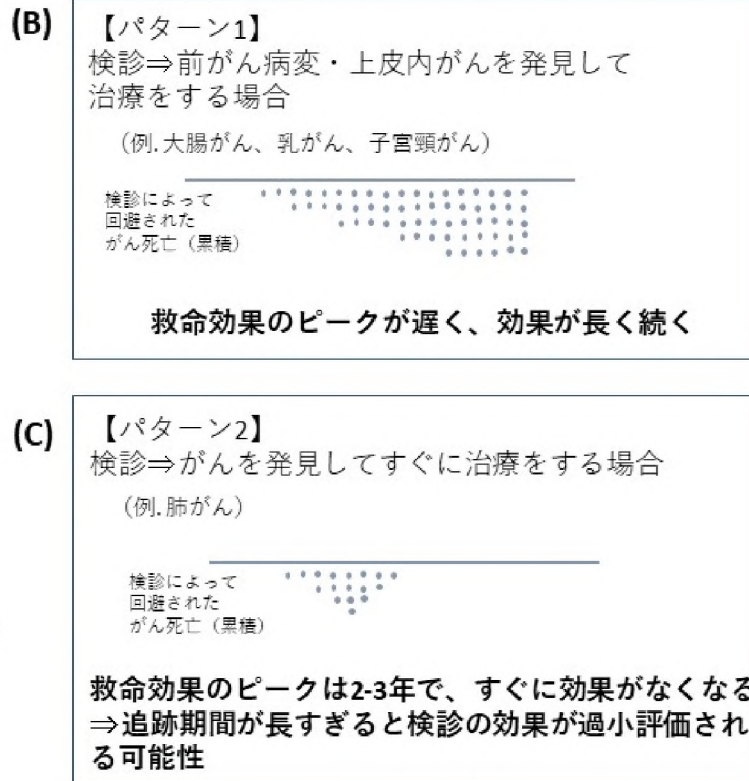 (B)
【パターン1】
検診⇒前がん病変・上皮内がんを発見して
治療をする場合
（例.大腸がん、乳がん、子宮頸がん）
検診によって
回避された
がん死亡（累積）
救命効果のピークが遅く、効果が長く続く
(C)
【パターン2】
検診⇒がんを発見してすぐに治療をする場合
（例.肺がん）
検診によって
回避された
がん死亡（累積）
救命効果のピークは2-3年で、すぐに効果がなくなる
⇒追跡期間が長すぎると検診の効果が過小評価され
る可能性